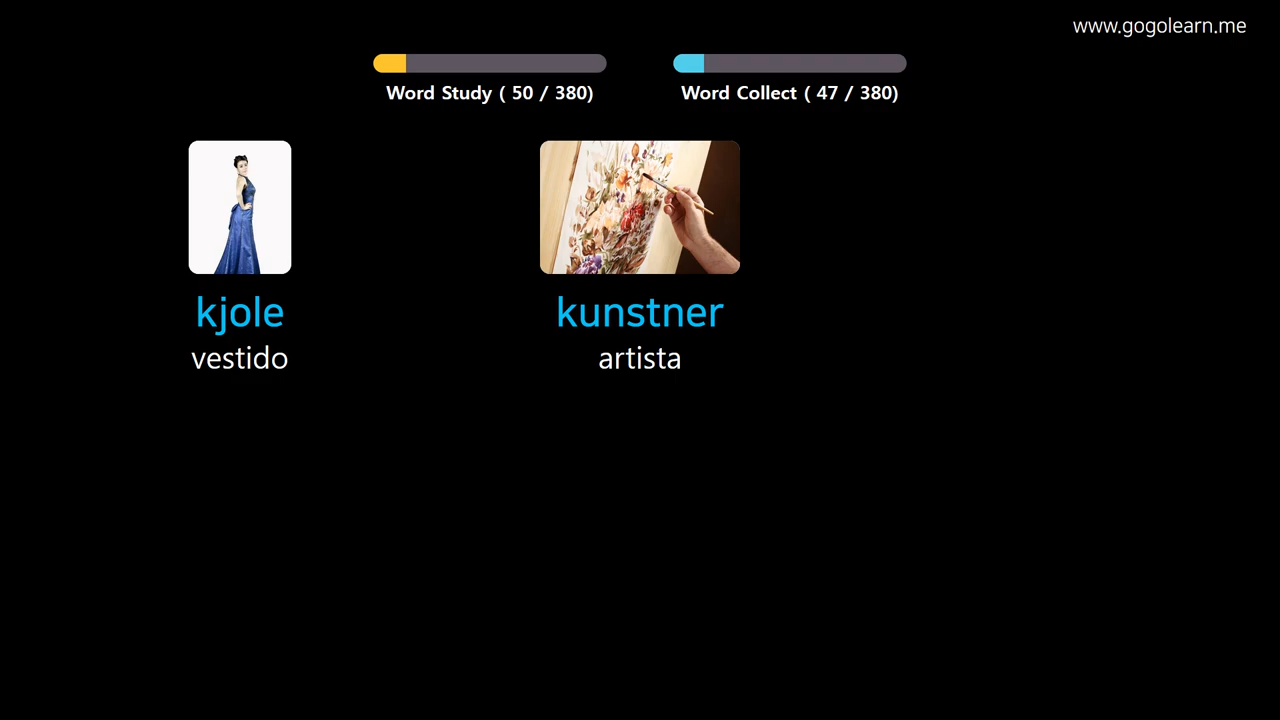 www.gogolearn.me
Word Study ( 50 / 380)
Word Collect ( 47 / 380)
kjole
vestido
kunstner
artista